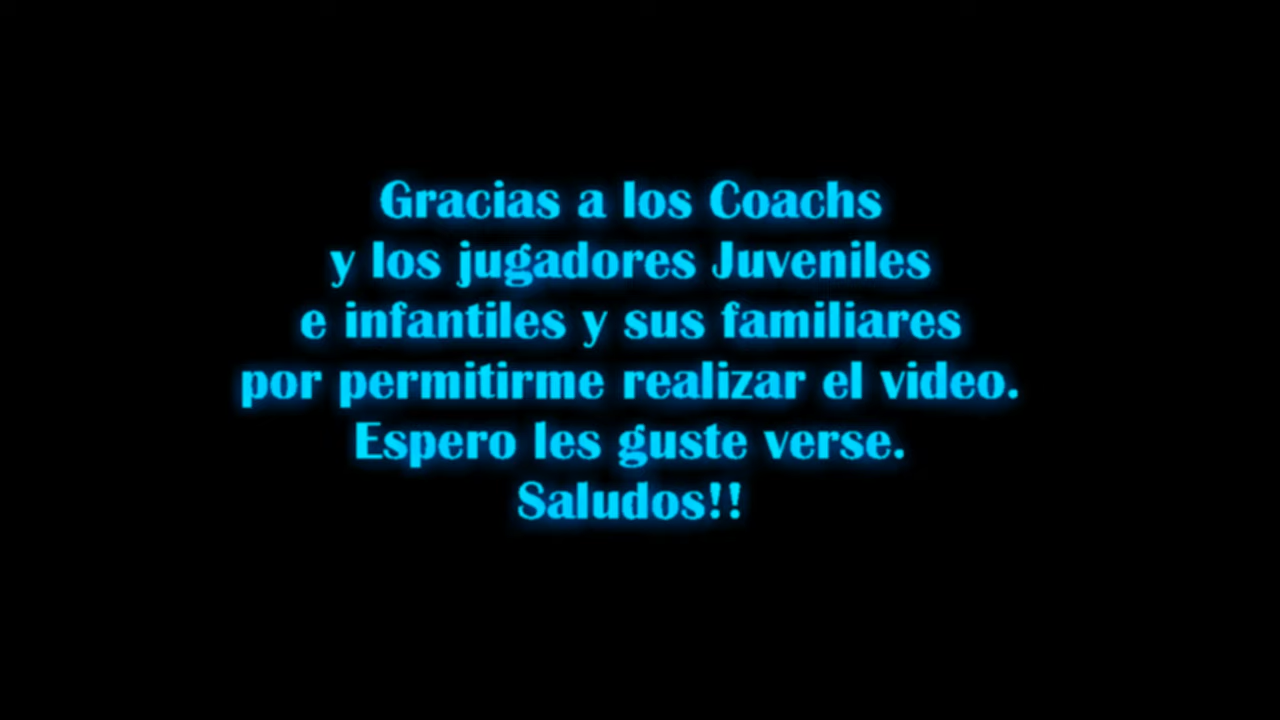 Gracias a los Coachs
y los jugadores Juveniles
e infantiles y sus familiares
por permitirme realizar el video.
Espero les guste verse.
Saludos!!